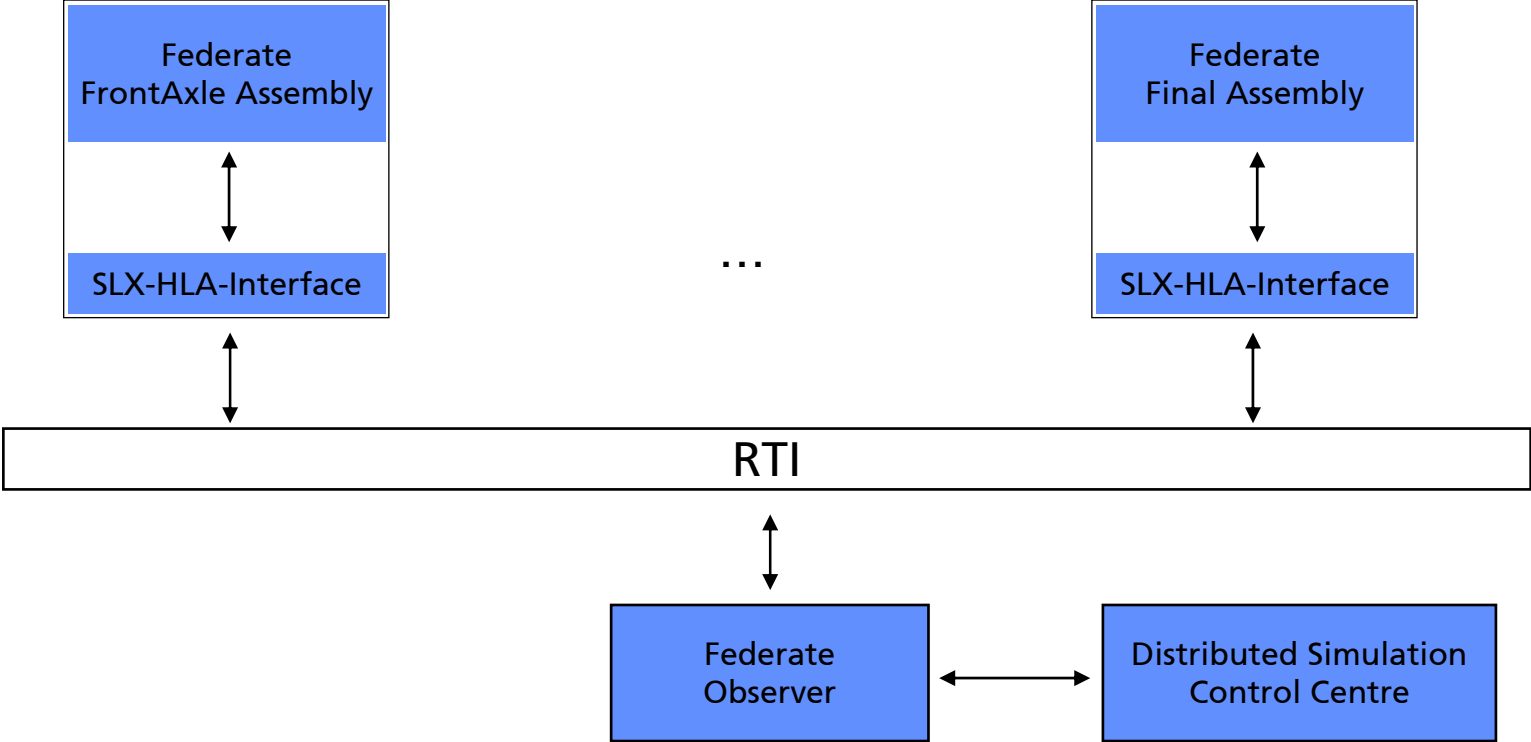 Federate
FrontAxle Assembly
SLX-HLA-Interface
...
Federate
Final Assembly
SLX-HLA-Interface
RTI
Federate
Observer
Distributed Simulation
Control Centre